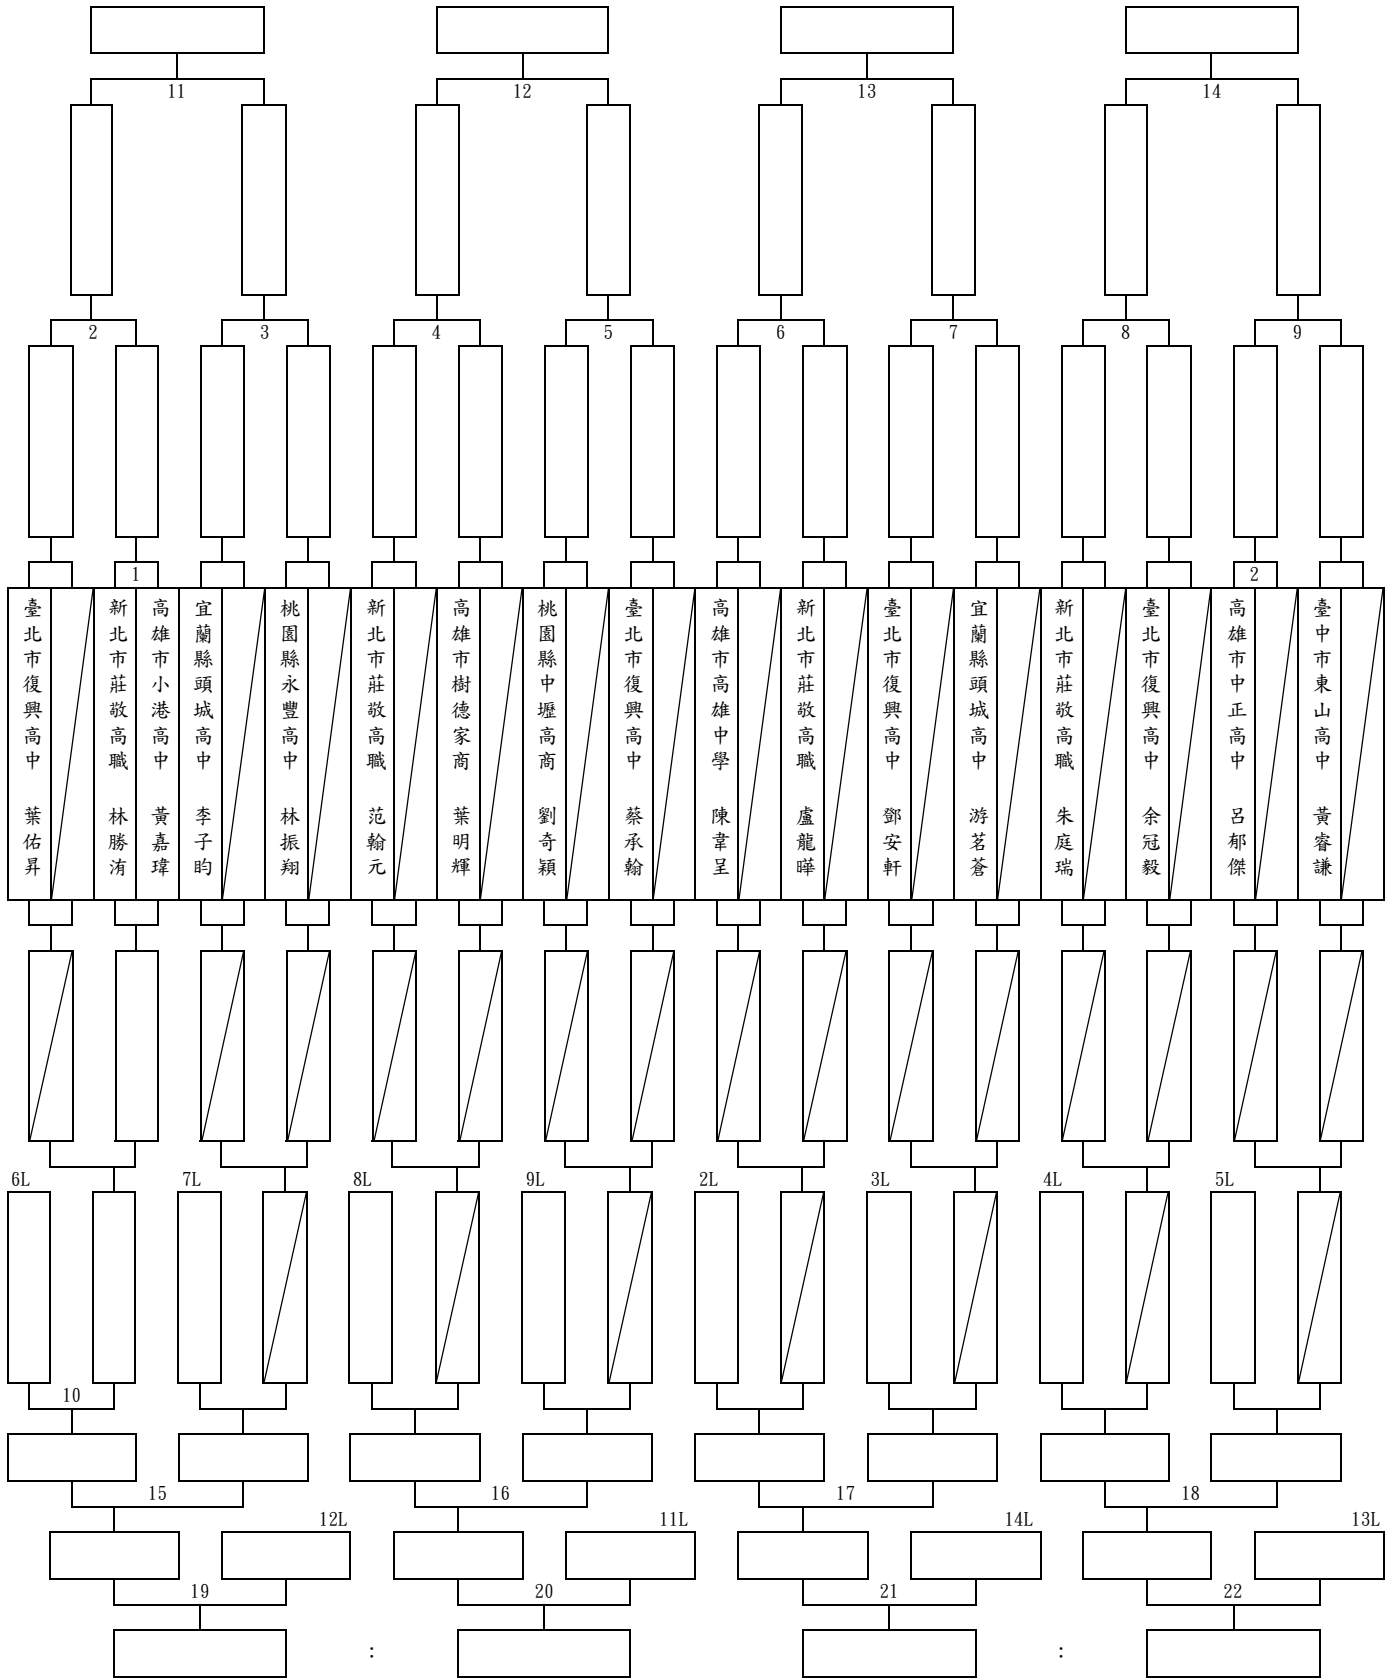 11
12
13
14
2
3
4
5
6
7
8
9
1
2
臺北市復興高中 葉佑昇
新北市莊敬高職 林勝洧
高雄市小港高中 黃嘉瑋
宜蘭縣頭城高中 李子昀
桃園縣永豐高中 林振翔
新北市莊敬高職 范翰元
高雄市樹德家商 葉明輝
桃園縣中壢高商 劉奇穎
臺北市復興高中 蔡承翰
高雄市高雄中學 陳韋呈
新北市莊敬高職 盧龍曄
臺北市復興高中 鄧安軒
宜蘭縣頭城高中 游茗蒼
新北市莊敬高職 朱庭瑞
臺北市復興高中 余冠毅
高雄市中正高中 呂郁傑
臺中市東山高中 黃睿謙
6L
7L
8L
9L
2L
3L
4L
5L
10
15
16
17
18
12L
11L
14L
13L
19
20
21
22
:
: